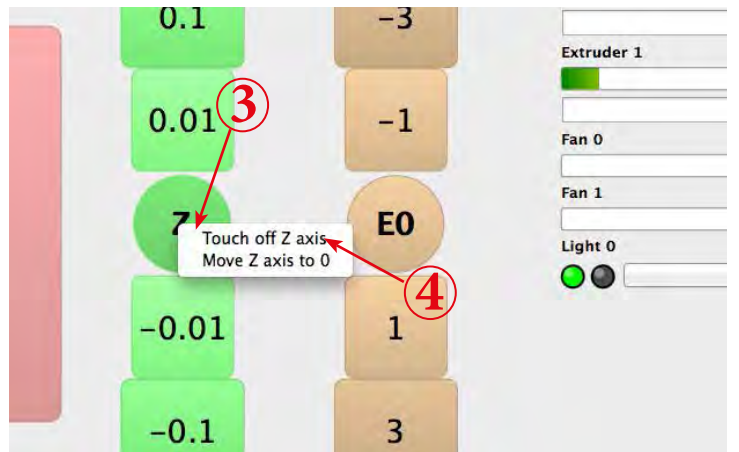 0.1
-3
Extruder 1
0.01
③
-1
Fan 0
Fan 1
Z
E0
Light 0
Touch off Z axis
Move Z axis to 0
④
-0.01
1
-0.1
3